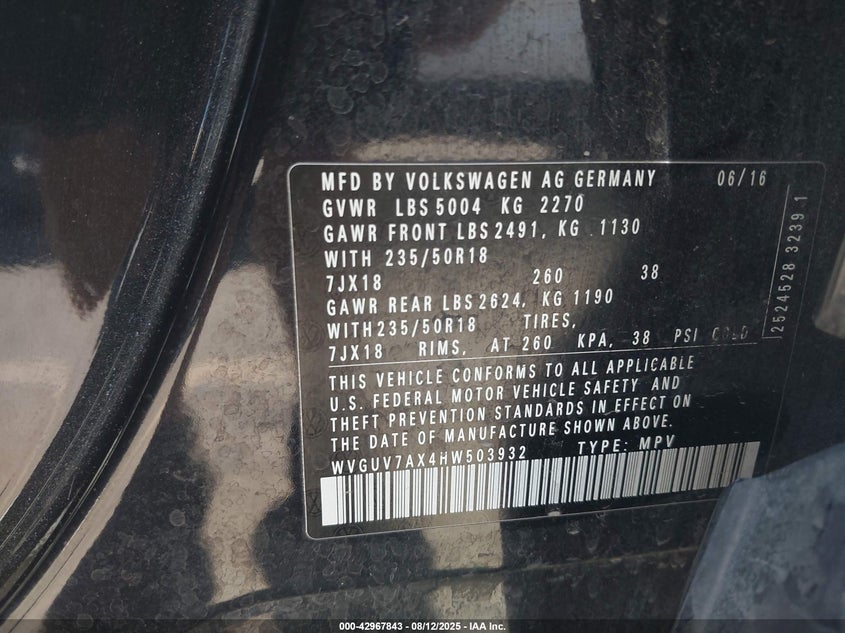 MFD BY VOLKSWAGEN AG GERMANY 06/16
GVWR LBS 5004 KG 2270
GAWR FRONT LBS 2491, KG 1130
WITH 235/50R18
7JX18 260 38
GAWR REAR LBS 2624, KG 1190
WITH 235/50R18 TIRES,
7JX18 RIMS, AT 260 KPA, 38 PSI COLD
THIS VEHICLE CONFORMS TO ALL APPLICABLE
U.S. FEDERAL MOTOR VEHICLE SAFETY AND
THEFT PREVENTION STANDARDS IN EFFECT ON
THE DATE OF MANUFACTURE SHOWN ABOVE.
WVGUV7AX4HW503932 TYPE: MPV
2524528 3239 1
000-42967843 - 08/12/2025 - IAA Inc.